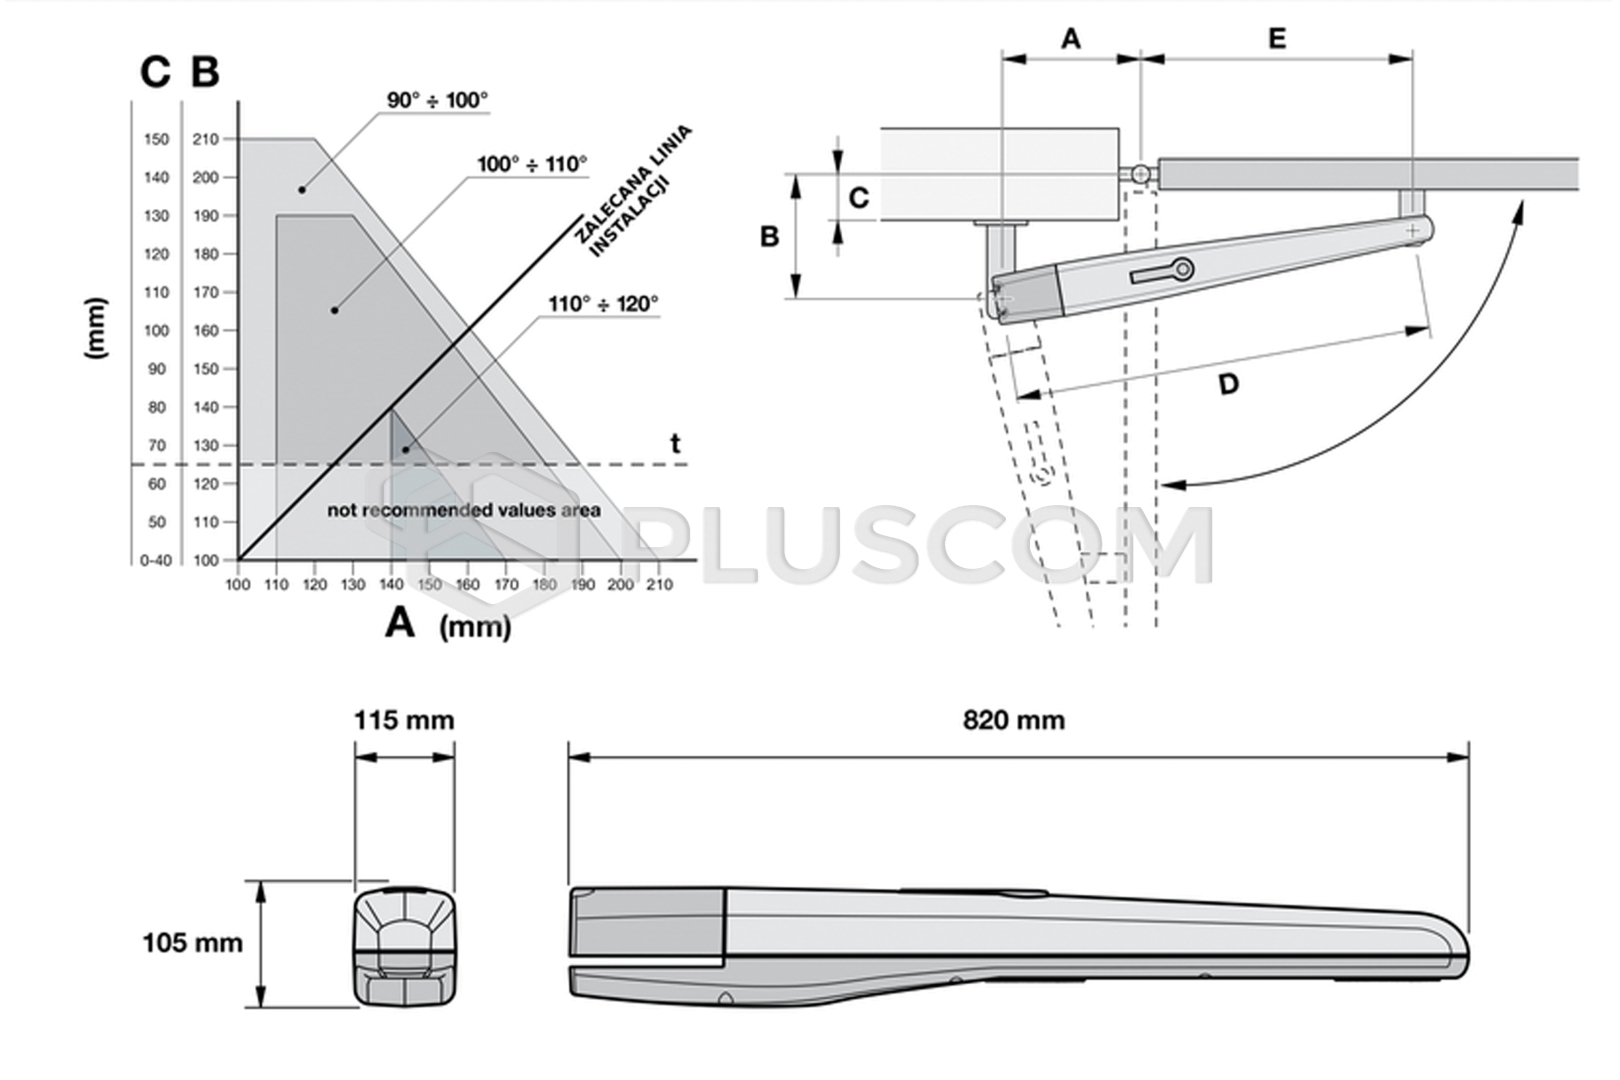 C B
90° ÷ 100°
100° ÷ 110°
110° ÷ 120°
ZALECANA LINIA
INSTALACJI
150 210
140 200
130 190
120 180
110 170
100 160
90 150
80 140
70 130
60 120
50 110
0-40 100
(mm)
t
not recommended values area
100 110 120 130 140 150 160 170 180 190 200 210
A (mm)
A E
C
B
D
PLUSCOM
115 mm
820 mm
105 mm